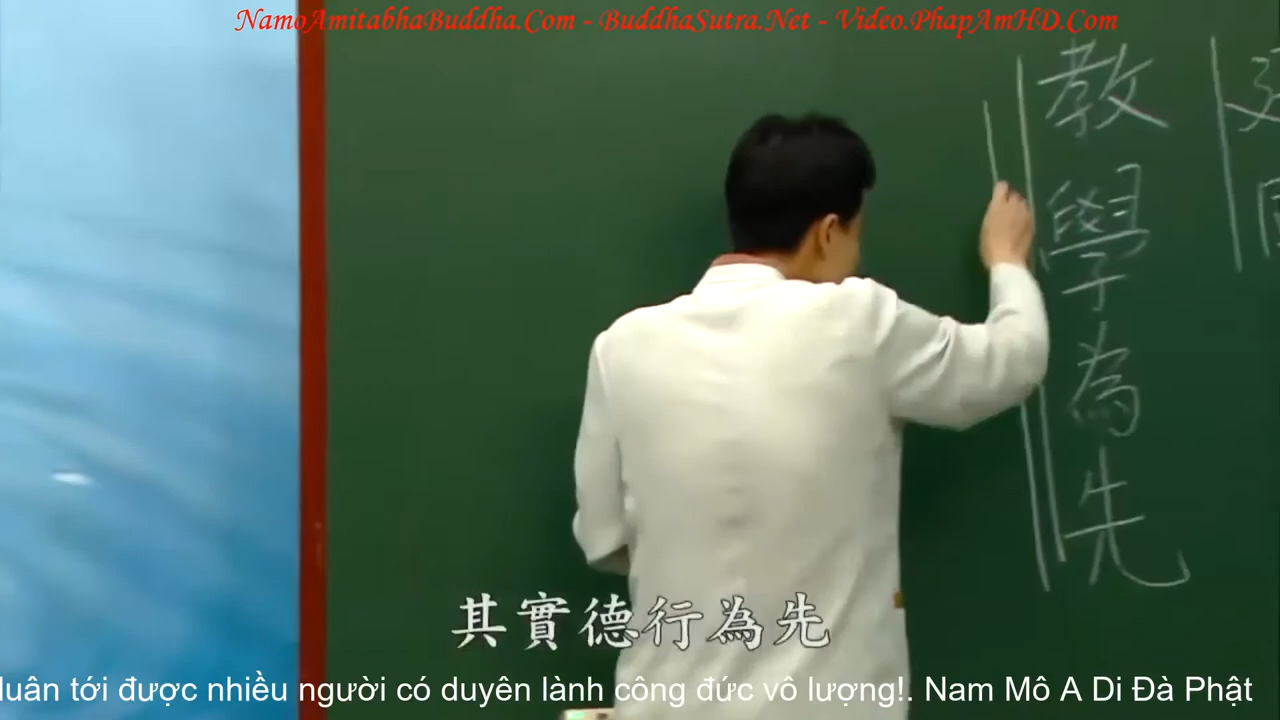 NamoAmitabhaBuddha.Com - BuddhaSutra.Net - Video.PhapAmHD.Com
教學為先
其實德行為先
luân tới được nhiều người có duyên lành công đức vô lượng!. Nam Mô A Di Đà Phật